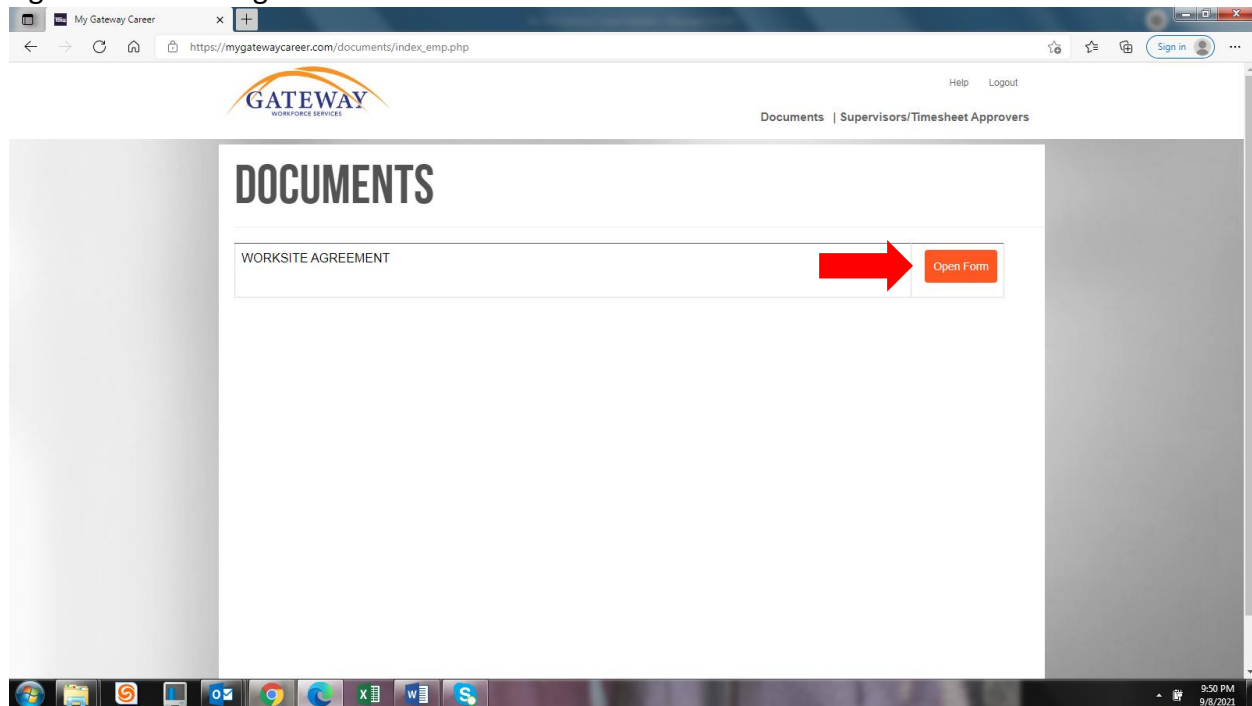 My Gateway Career
https://mygatewaycareer.com/documents/index_emp.php
Sign in
GATEWAY
WORKFORCE SERVICES
Help Logout
Documents | Supervisors/Timesheet Approvers
DOCUMENTS
WORKSITE AGREEMENT
Open Form
9:50 PM
9/8/2021